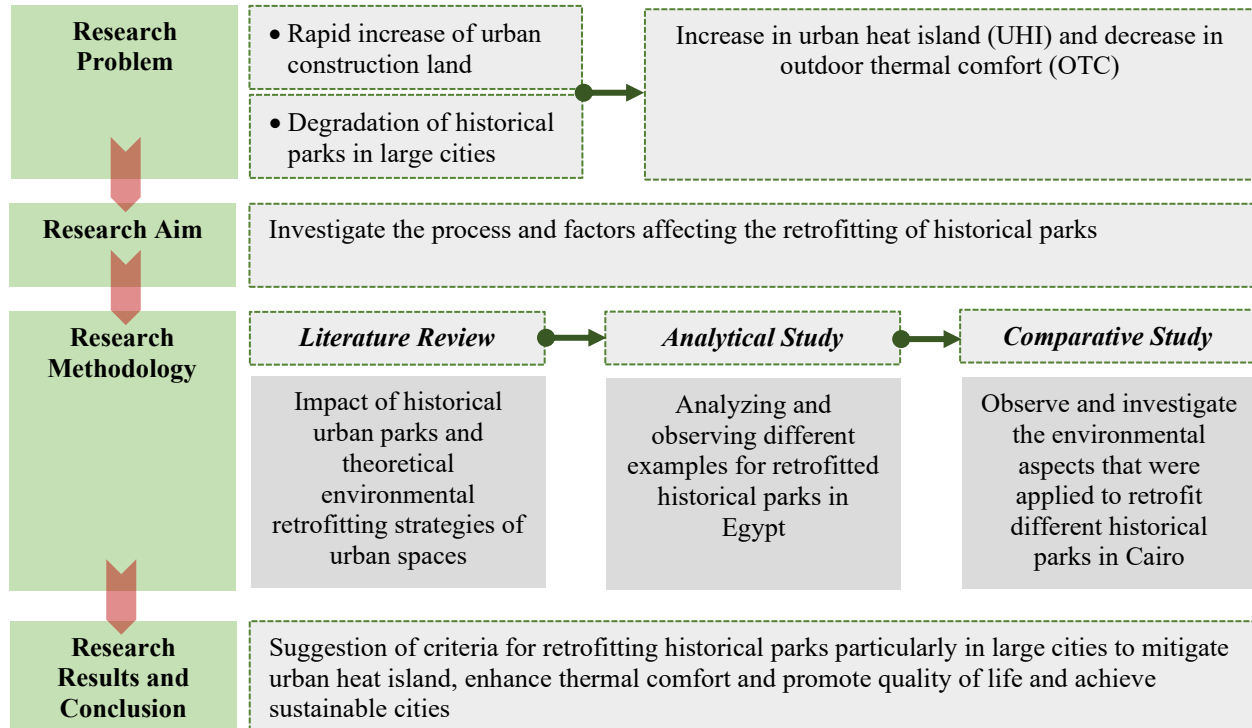 Research
Problem
• Rapid increase of urban
construction land
• Degradation of historical
parks in large cities
Increase in urban heat island (UHI) and decrease in
outdoor thermal comfort (OTC)
Research Aim
Investigate the process and factors affecting the retrofitting of historical parks
Research
Methodology
Literature Review
Impact of historical
urban parks and
theoretical
environmental
retrofitting strategies of
urban spaces
Analytical Study
Analyzing and
observing different
examples for retrofitted
historical parks in
Egypt
Comparative Study
Observe and investigate
the environmental
aspects that were
applied to retrofit
different historical
parks in Cairo
Research
Results and
Conclusion
Suggestion of criteria for retrofitting historical parks particularly in large cities to mitigate
urban heat island, enhance thermal comfort and promote quality of life and achieve
sustainable cities